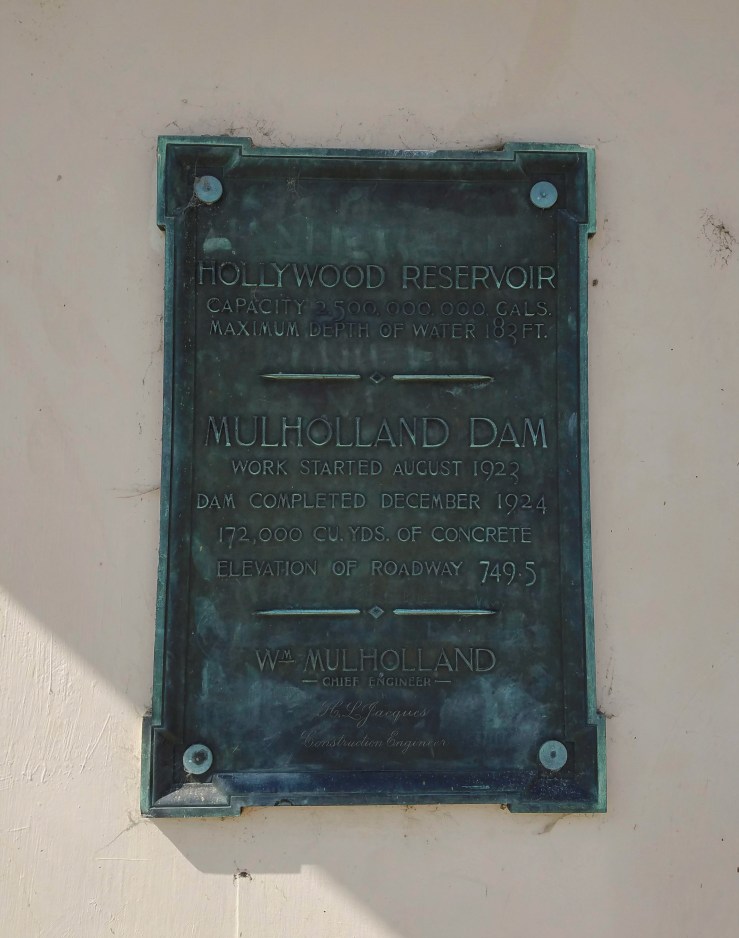 HOLLYWOOD RESERVOIR
CAPACITY 2,500,000,000 GALS.
MAXIMUM DEPTH OF WATER 183 FT.
MULHOLLAND DAM
WORK STARTED AUGUST 1923
DAM COMPLETED DECEMBER 1924
172,000 CU. YDS. OF CONCRETE
ELEVATION OF ROADWAY 749.5
WM MULHOLLAND
CHIEF ENGINEER
H. L. Jacques
Construction Engineer